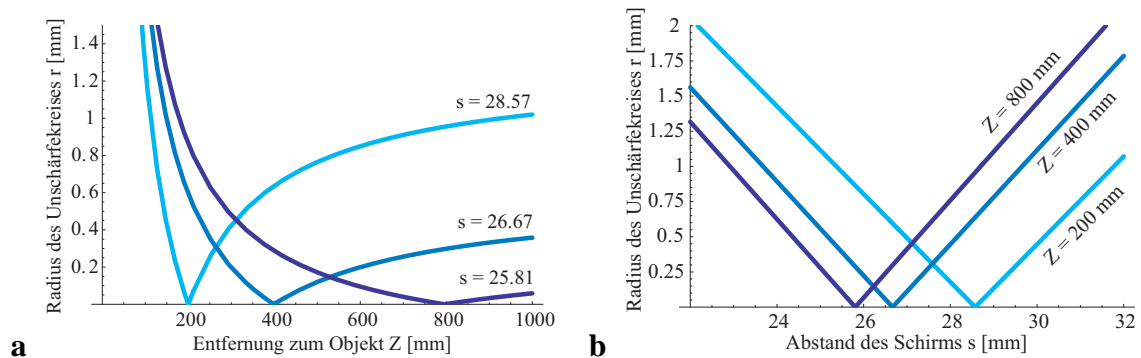 Radius des Unschärfekreises r [mm]
1.4
1.2
1
0.8
0.6
0.4
0.2
s = 28.57
s = 26.67
s = 25.81
200
400
600
800
1000
Entfernung zum Objekt Z [mm]
a
Radius des Unschärfekreises r [mm]
2
1.75
1.5
1.25
1
0.75
0.5
0.25
Z = 800 mm
Z = 400 mm
Z = 200 mm
24
26
28
30
32
Abstand des Schirms s [mm]
b